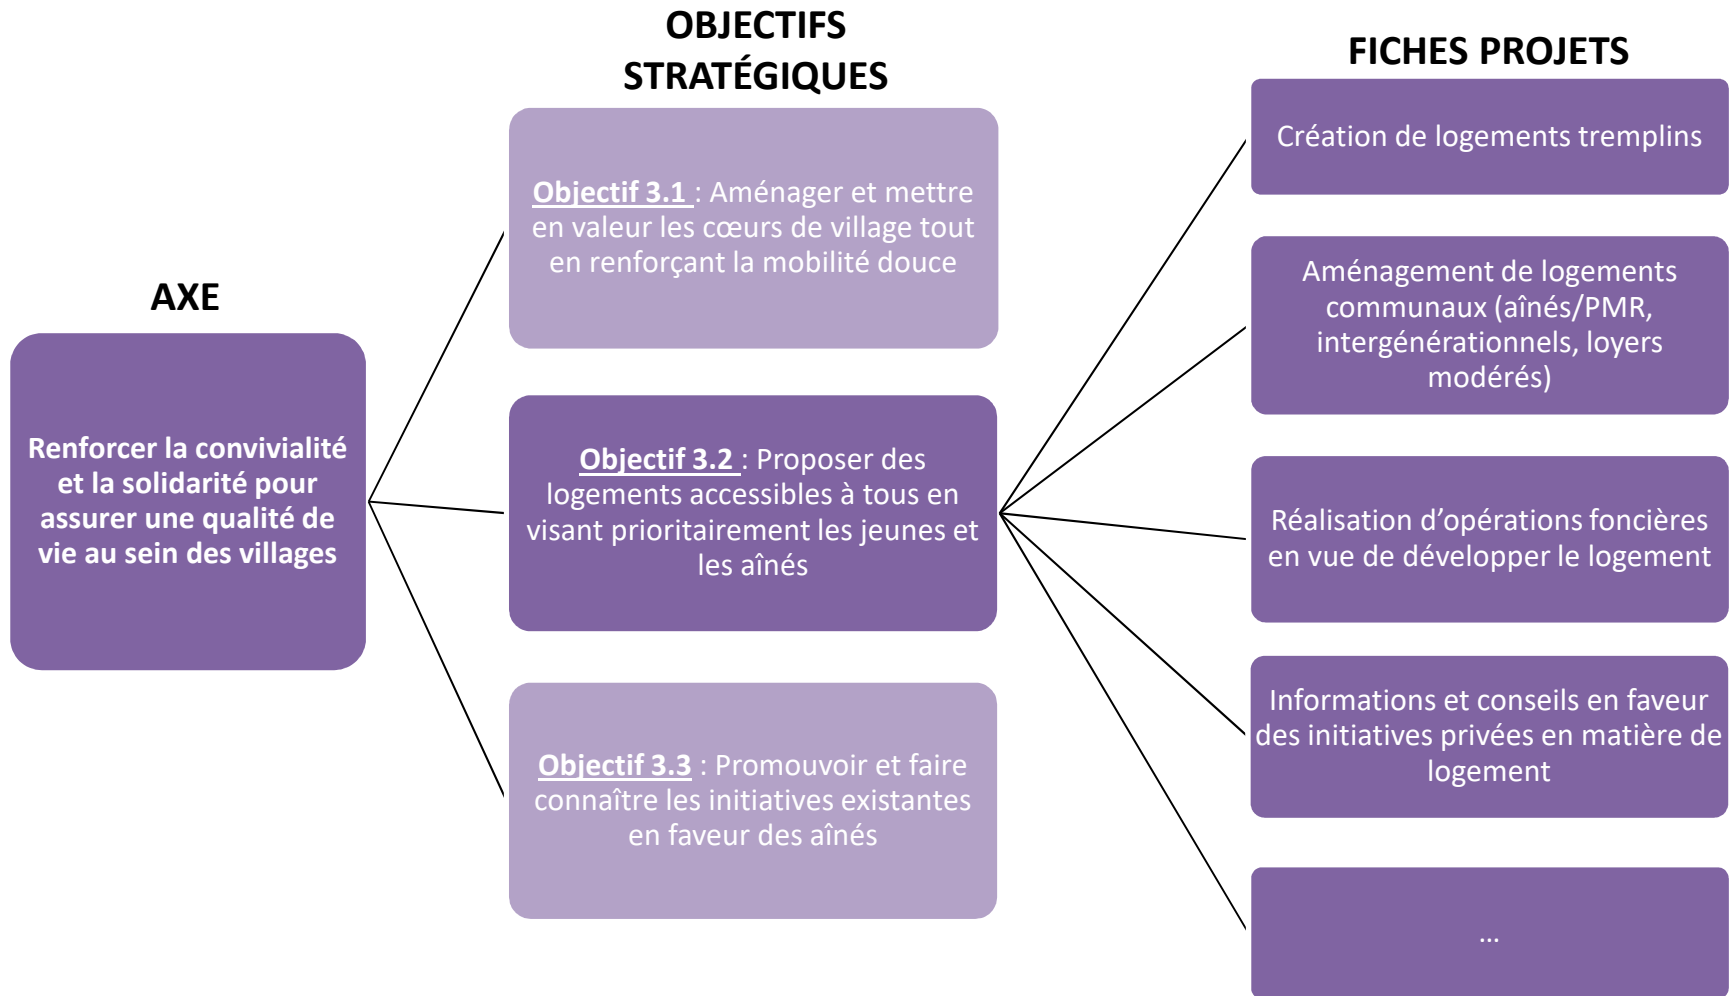 AXE
Renforcer la convivialité
et la solidarité pour
assurer une qualité de
vie au sein des villages
OBJECTIFS
STRATÉGIQUES
Objectif 3.1 : Aménager et mettre
en valeur les cœurs de village tout
en renforçant la mobilité douce
Objectif 3.2 : Proposer des
logements accessibles à tous en
visant prioritairement les jeunes et
les aînés
Objectif 3.3 : Promouvoir et faire
connaître les initiatives existantes
en faveur des aînés
FICHES PROJETS
Création de logements tremplins
Aménagement de logements
communaux (aînés/PMR,
intergénérationnels, loyers
modérés)
Réalisation d’opérations foncières
en vue de développer le logement
Informations et conseils en faveur
des initiatives privées en matière de
logement
...